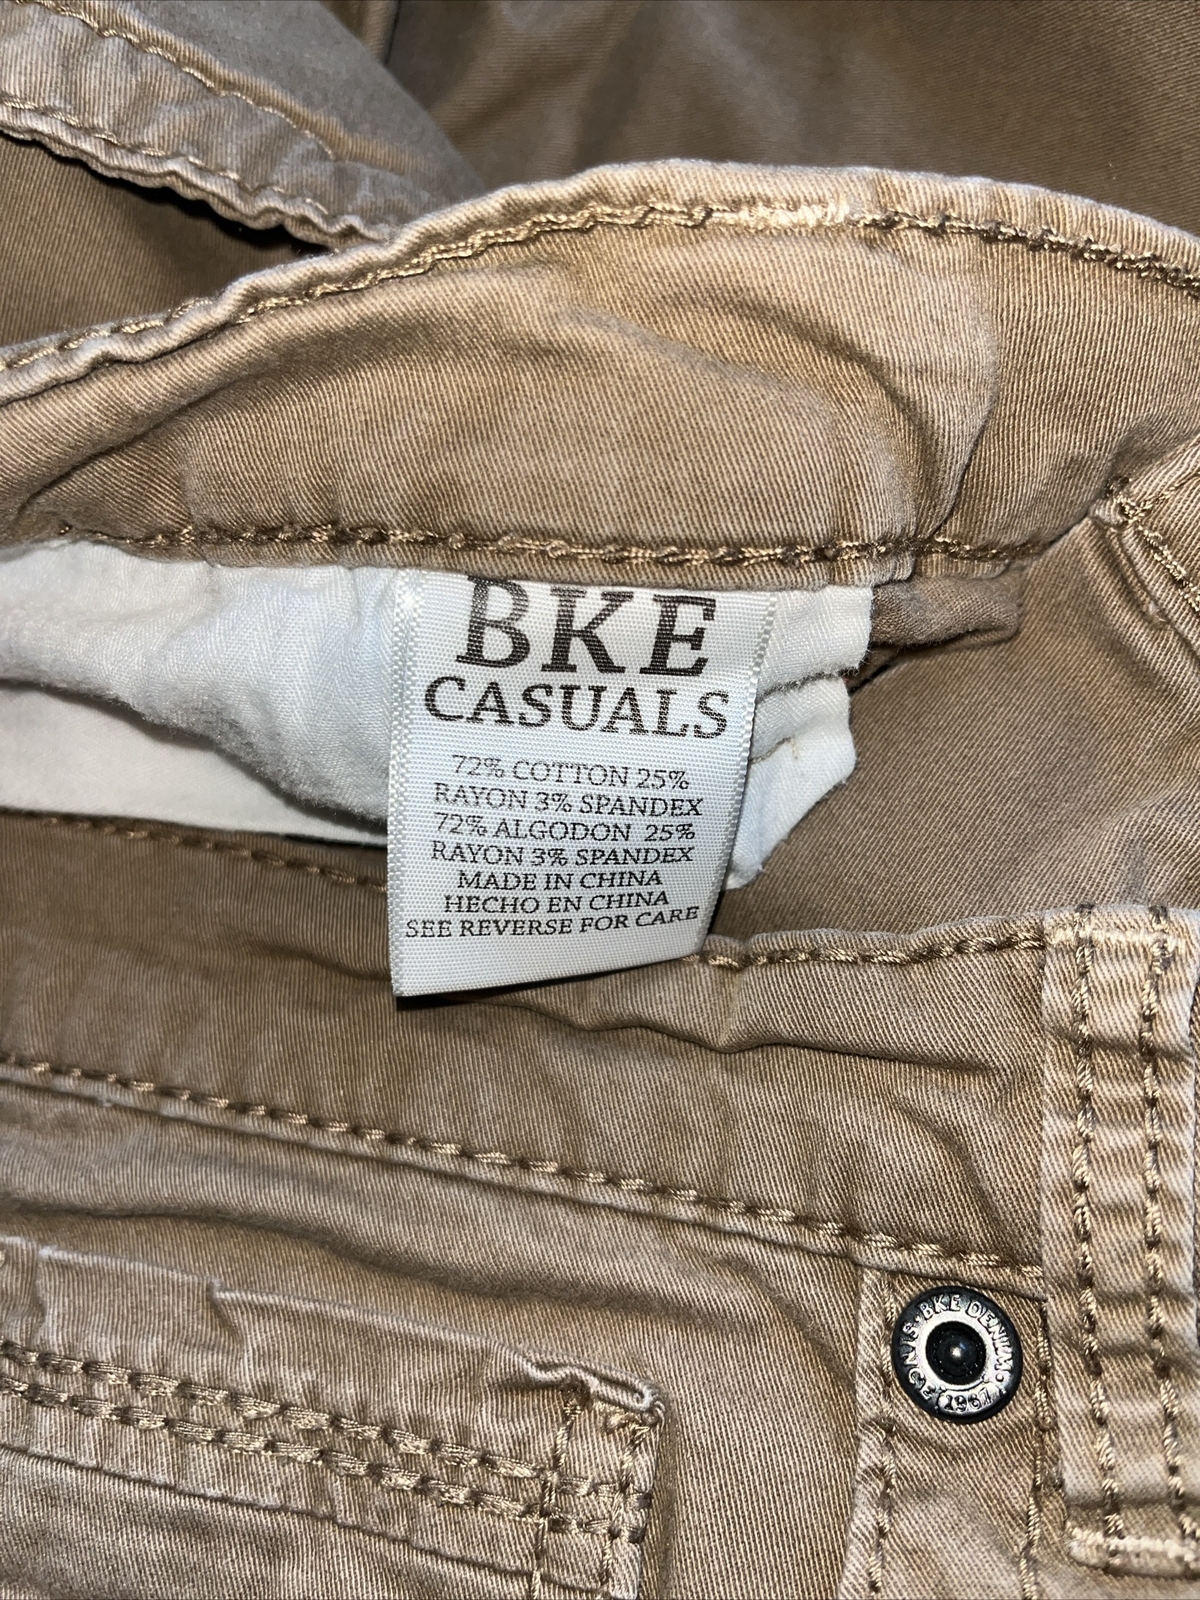 BKE
CASUALS
72% COTTON 25%
RAYON 3% SPANDEX
72% ALGODON 25%
RAYON 3% SPANDEX
MADE IN CHINA
HECHO EN CHINA
SEE REVERSE FOR CARE
BKE DENIM
1967